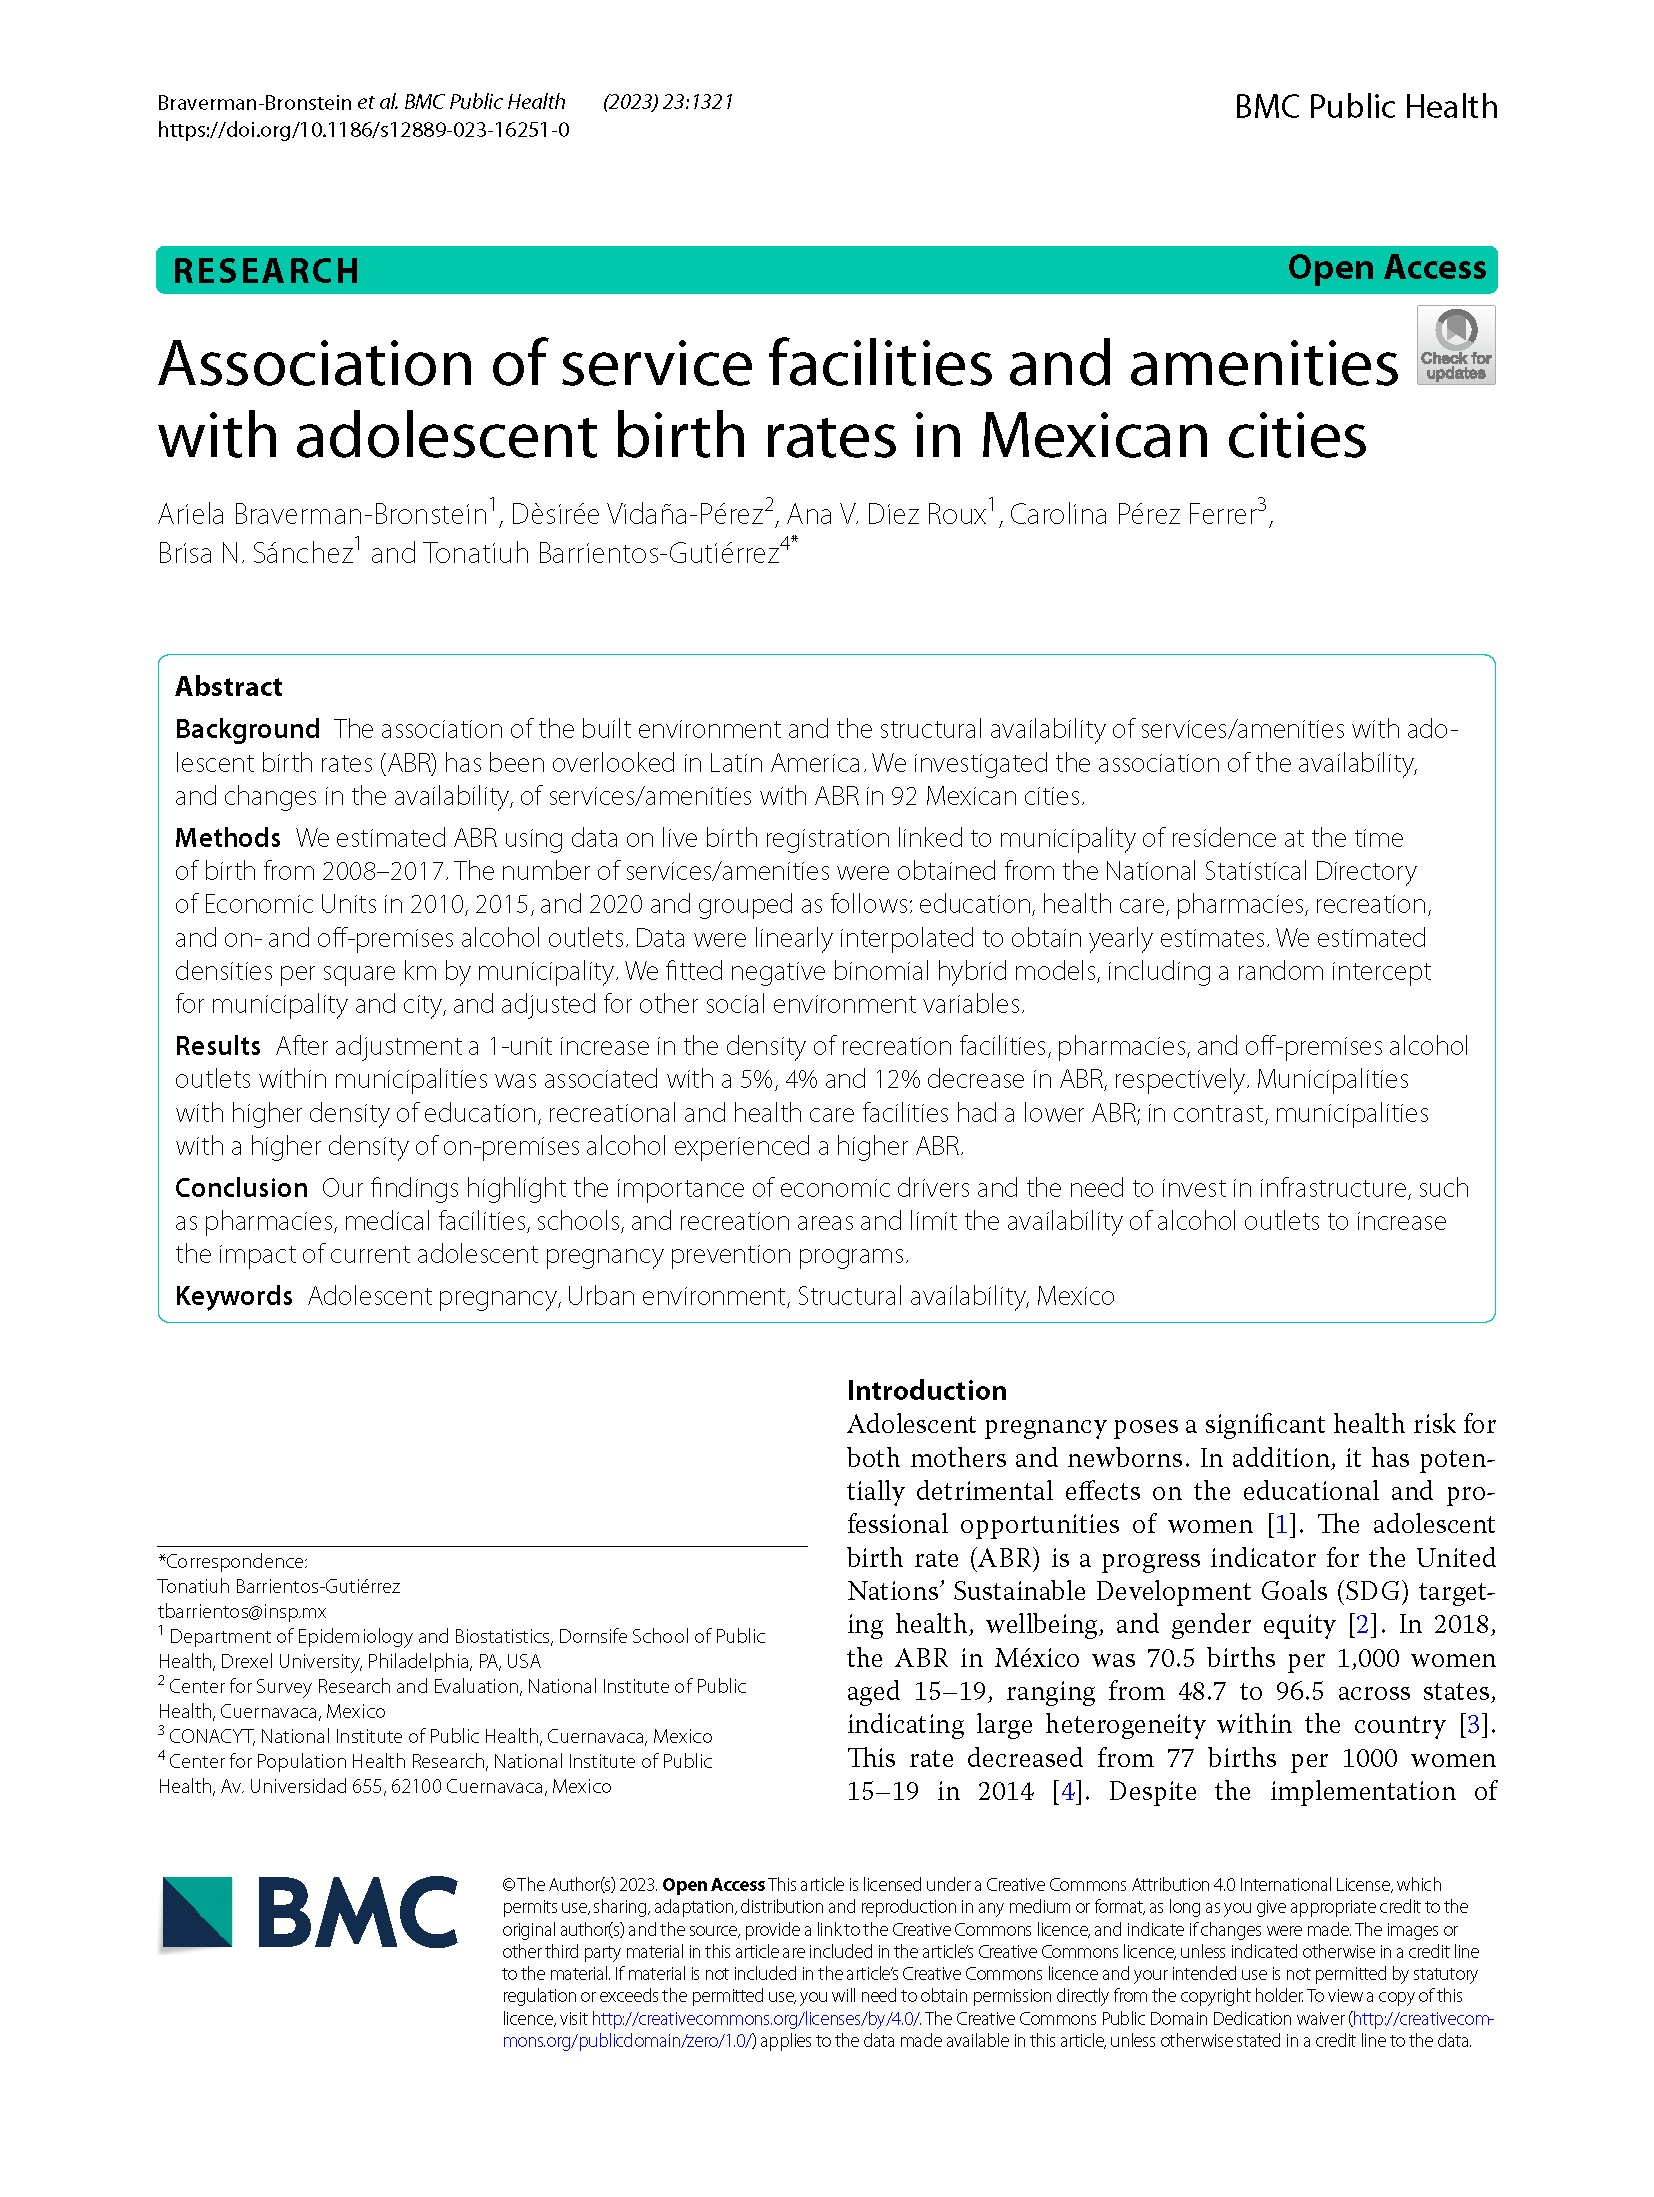 Braverman-Bronstein et al. BMC Public Health (2023) 23:1321
https://doi.org/10.1186/s12889-023-16251-0
BMC Public Health
RESEARCH
Open Access
Check for
updates
Association of service facilities and amenities
with adolescent birth rates in Mexican cities
Ariela Braverman-Bronstein1, Dèsirée Vidaña-Pérez2, Ana V. Diez Roux1, Carolina Pérez Ferrer3,
Brisa N. Sánchez1 and Tonatiuh Barrientos-Gutiérrez4*
Abstract
Background The association of the built environment and the structural availability of services/amenities with ado-
lescent birth rates (ABR) has been overlooked in Latin America. We investigated the association of the availability,
and changes in the availability, of services/amenities with ABR in 92 Mexican cities.
Methods We estimated ABR using data on live birth registration linked to municipality of residence at the time
of birth from 2008–2017. The number of services/amenities were obtained from the National Statistical Directory
of Economic Units in 2010, 2015, and 2020 and grouped as follows: education, health care, pharmacies, recreation,
and on- and off-premises alcohol outlets. Data were linearly interpolated to obtain yearly estimates. We estimated
densities per square km by municipality. We fitted negative binomial hybrid models, including a random intercept
for municipality and city, and adjusted for other social environment variables.
Results After adjustment a 1-unit increase in the density of recreation facilities, pharmacies, and off-premises alcohol
outlets within municipalities was associated with a 5%, 4% and 12% decrease in ABR, respectively. Municipalities
with higher density of education, recreational and health care facilities had a lower ABR; in contrast, municipalities
with a higher density of on-premises alcohol experienced a higher ABR.
Conclusion Our findings highlight the importance of economic drivers and the need to invest in infrastructure, such
as pharmacies, medical facilities, schools, and recreation areas and limit the availability of alcohol outlets to increase
the impact of current adolescent pregnancy prevention programs.
Keywords Adolescent pregnancy, Urban environment, Structural availability, Mexico
*Correspondence:
Tonatiuh Barrientos-Gutiérrez
tbarrientos@insp.mx
1 Department of Epidemiology and Biostatistics, Dornsife School of Public
Health, Drexel University, Philadelphia, PA, USA
2 Center for Survey Research and Evaluation, National Institute of Public
Health, Cuernavaca, Mexico
3 CONACYT, National Institute of Public Health, Cuernavaca, Mexico
4 Center for Population Health Research, National Institute of Public
Health, Av. Universidad 655, 62100 Cuernavaca, Mexico
Introduction
Adolescent pregnancy poses a significant health risk for
both mothers and newborns. In addition, it has poten-
tially detrimental effects on the educational and pro-
fessional opportunities of women [1]. The adolescent
birth rate (ABR) is a progress indicator for the United
Nations’ Sustainable Development Goals (SDG) target-
ing health, wellbeing, and gender equity [2]. In 2018,
the ABR in México was 70.5 births per 1,000 women
aged 15–19, ranging from 48.7 to 96.5 across states,
indicating large heterogeneity within the country [3].
This rate decreased from 77 births per 1000 women
15–19 in 2014 [4]. Despite the implementation of
BMC
© The Author(s) 2023. Open Access This article is licensed under a Creative Commons Attribution 4.0 International License, which
permits use, sharing, adaptation, distribution and reproduction in any medium or format, as long as you give appropriate credit to the
original author(s) and the source, provide a link to the Creative Commons licence, and indicate if changes were made. The images or
other third party material in this article are included in the article’s Creative Commons licence, unless indicated otherwise in a credit line
to the material. If material is not included in the article’s Creative Commons licence and your intended use is not permitted by statutory
regulation or exceeds the permitted use, you will need to obtain permission directly from the copyright holder. To view a copy of this
licence, visit http://creativecommons.org/licenses/by/4.0/. The Creative Commons Public Domain Dedication waiver (http://creativecom-
mons.org/publicdomain/zero/1.0/) applies to the data made available in this article, unless otherwise stated in a credit line to the data.